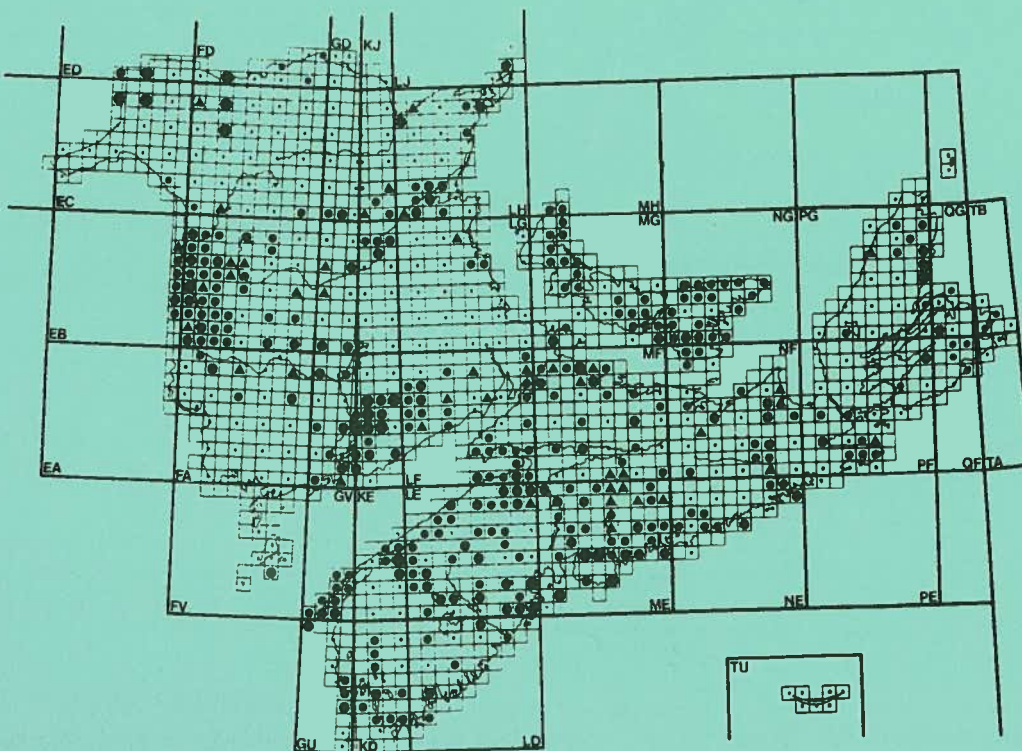 FD GD KJ
ED LJ
EC LH MH
LG MG NG PG QG TB
EB MF NF
EA FA LF PF QF TA
GV KE LE
FV ME NE PE
TU
GU KD LD